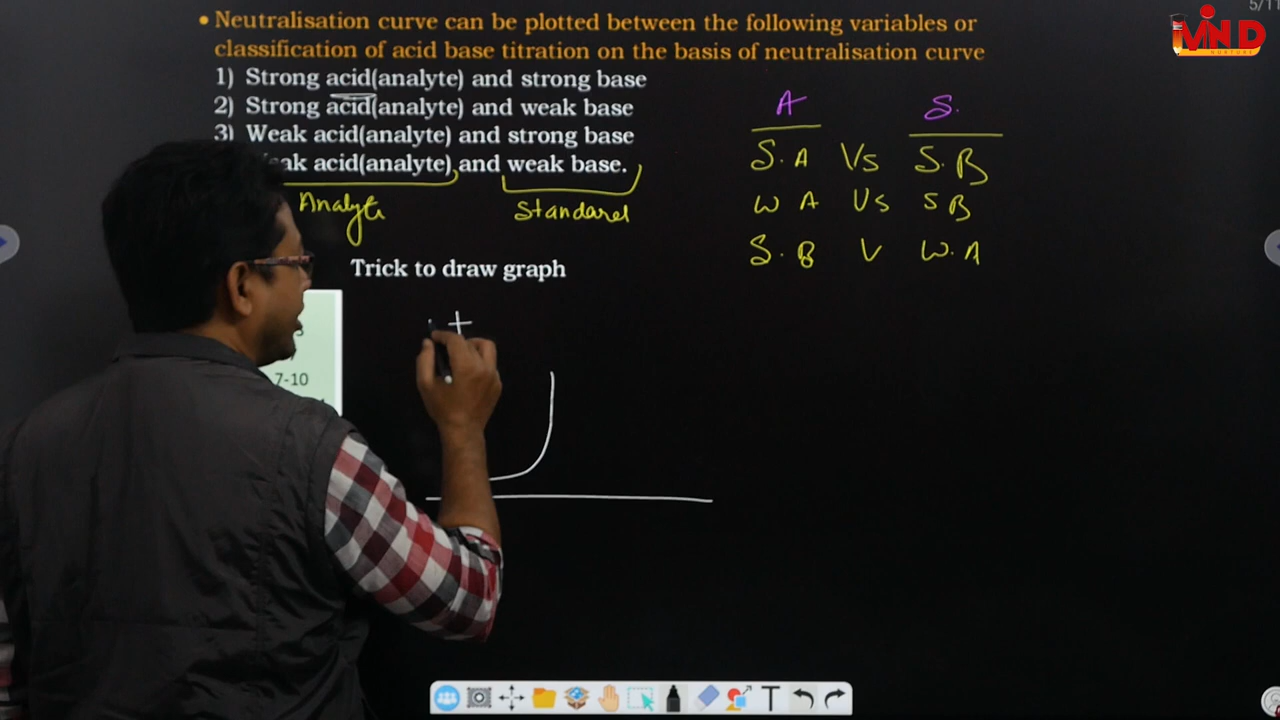 5/11
MIND
NURTURE
• Neutralisation curve can be plotted between the following variables or
classification of acid base titration on the basis of neutralisation curve
1) Strong acid(analyte) and strong base
2) Strong acid(analyte) and weak base
3) Weak acid(analyte) and strong base
acid(analyte) and weak base.
Analyte
Standard
A S.
S. A Vs S. B
W A Vs S B
S. B V W. A
Trick to draw graph
7-10
T